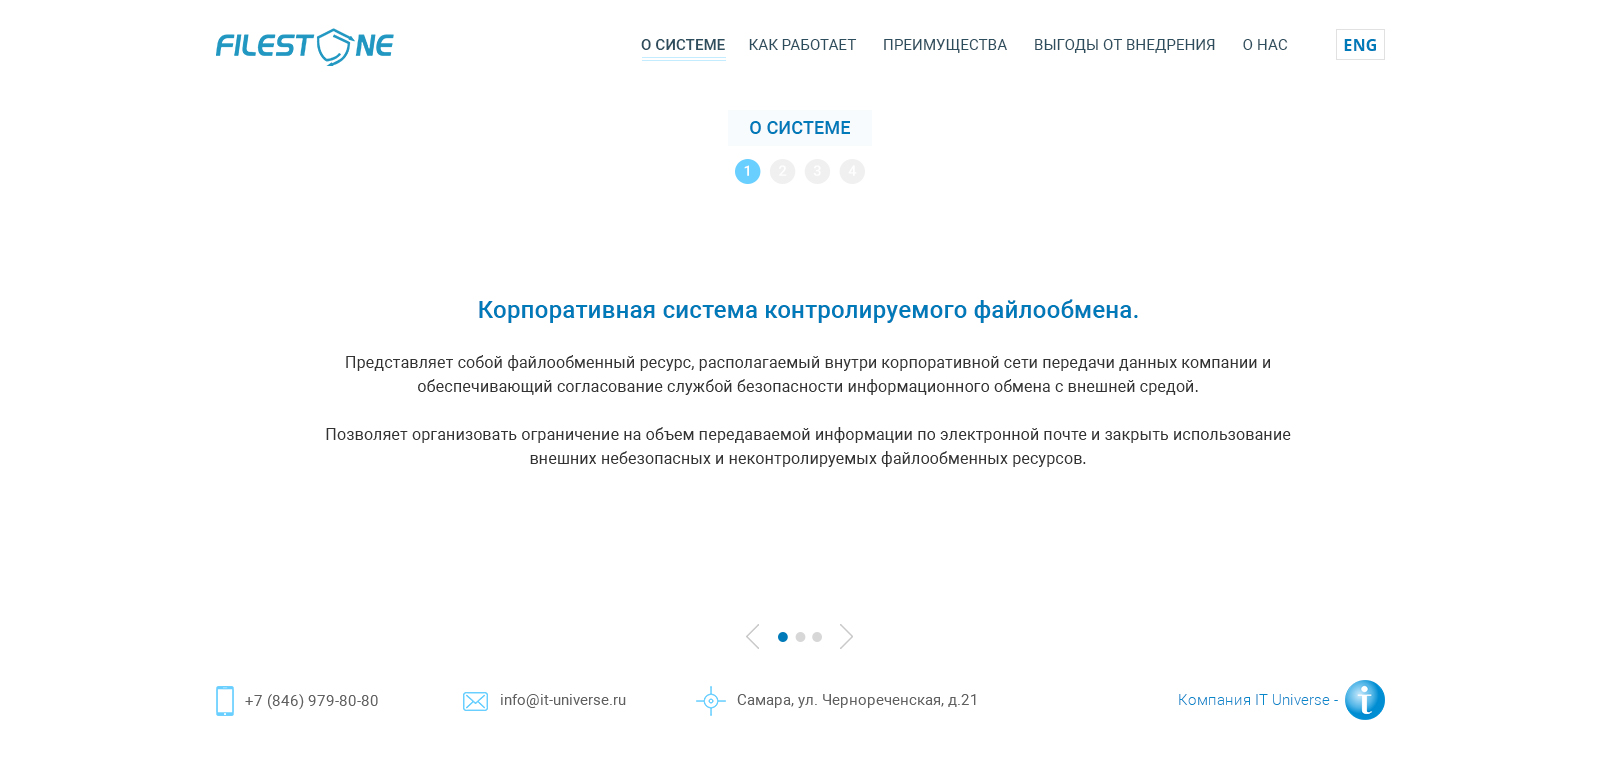 FILESTONE
О СИСТЕМЕ КАК РАБОТАЕТ ПРЕИМУЩЕСТВА ВЫГОДЫ ОТ ВНЕДРЕНИЯ О НАС ENG
О СИСТЕМЕ
1 2 3 4
Корпоративная система контролируемого файлообмена.
Представляет собой файлообменный ресурс, располагаемый внутри корпоративной сети передачи данных компании и
обеспечивающий согласование службой безопасности информационного обмена с внешней средой.
Позволяет организовать ограничение на объем передаваемой информации по электронной почте и закрыть использование
внешних небезопасных и неконтролируемых файлообменных ресурсов.
+7 (846) 979-80-80 info@it-universe.ru Самара, ул. Чернореченская, д.21 Компания IT Universe - i